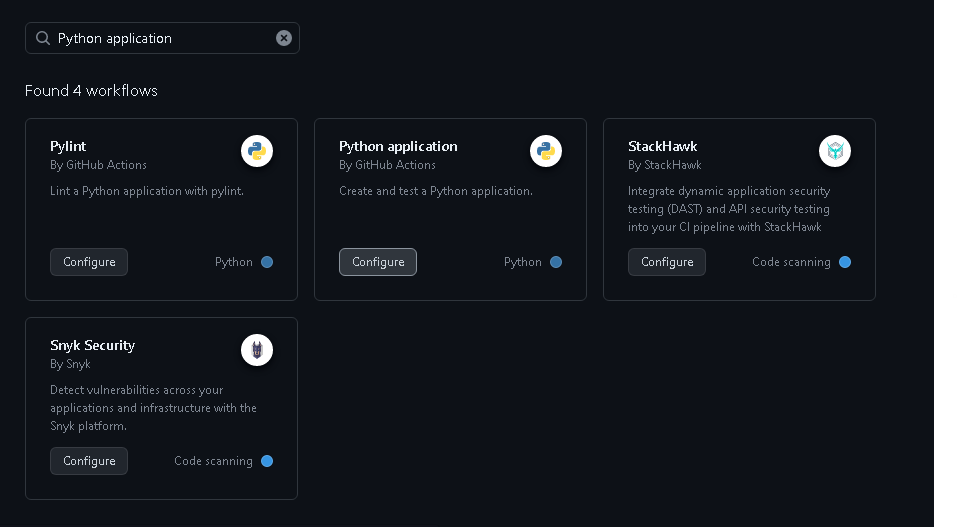 Python application
Found 4 workflows
Pylint
By GitHub Actions
Lint a Python application with pylint.
Configure
Python
Python application
By GitHub Actions
Create and test a Python application.
Configure
Python
StackHawk
By StackHawk
Integrate dynamic application security
testing (DAST) and API security testing
into your CI pipeline with StackHawk
Configure
Code scanning
Snyk Security
By Snyk
Detect vulnerabilities across your
applications and infrastructure with the
Snyk platform.
Configure
Code scanning